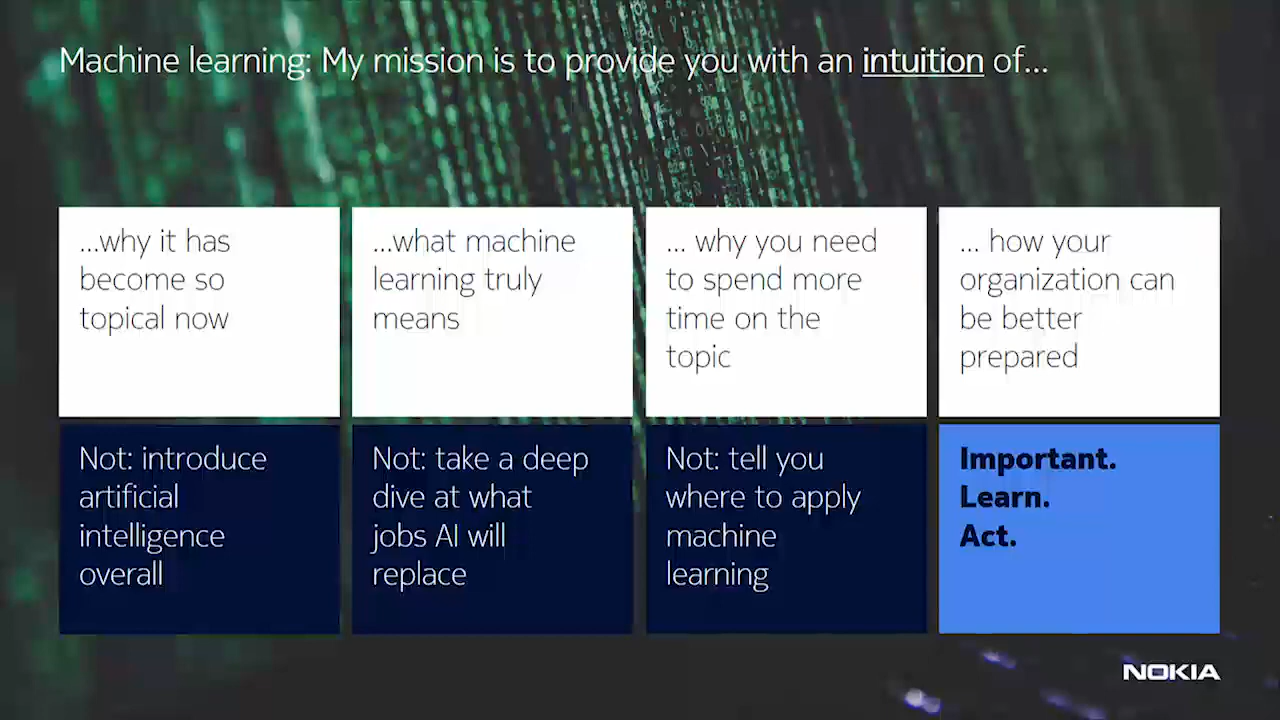 Machine learning: My mission is to provide you with an intuition of...
...why it has
become so
topical now
...what machine
learning truly
means
... why you need
to spend more
time on the
topic
... how your
organization can
be better
prepared
Not: introduce
artificial
intelligence
overall
Not: take a deep
dive at what
jobs AI will
replace
Not: tell you
where to apply
machine
learning
Important.
Learn.
Act.
NOKIA